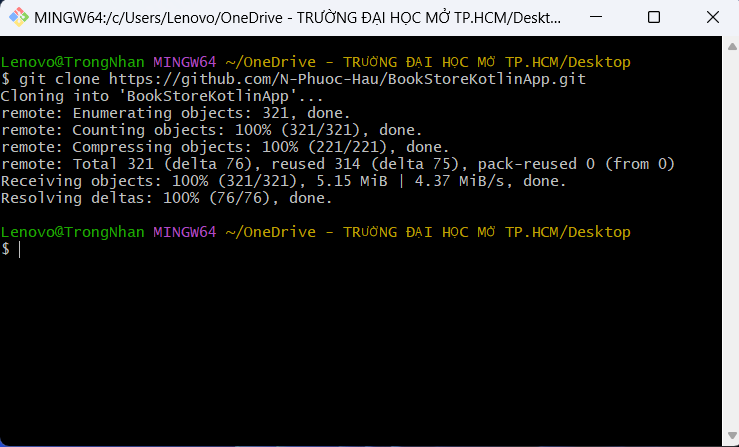 MINGW64:/c/Users/Lenovo/OneDrive - TRƯỜNG ĐẠI HỌC MỞ TP.HCM/Deskt...
Lenovo@TrongNhan MINGW64 ~/OneDrive - TRƯỜNG ĐẠI HỌC MỞ TP.HCM/Desktop
$ git clone https://github.com/N-Phuoc-Hau/BookStoreKotlinApp.git
Cloning into 'BookStoreKotlinApp'...
remote: Enumerating objects: 321, done.
remote: Counting objects: 100% (321/321), done.
remote: Compressing objects: 100% (221/221), done.
remote: Total 321 (delta 76), reused 314 (delta 75), pack-reused 0 (from 0)
Receiving objects: 100% (321/321), 5.15 MiB | 4.37 MiB/s, done.
Resolving deltas: 100% (76/76), done.
Lenovo@TrongNhan MINGW64 ~/OneDrive - TRƯỜNG ĐẠI HỌC MỞ TP.HCM/Desktop
$